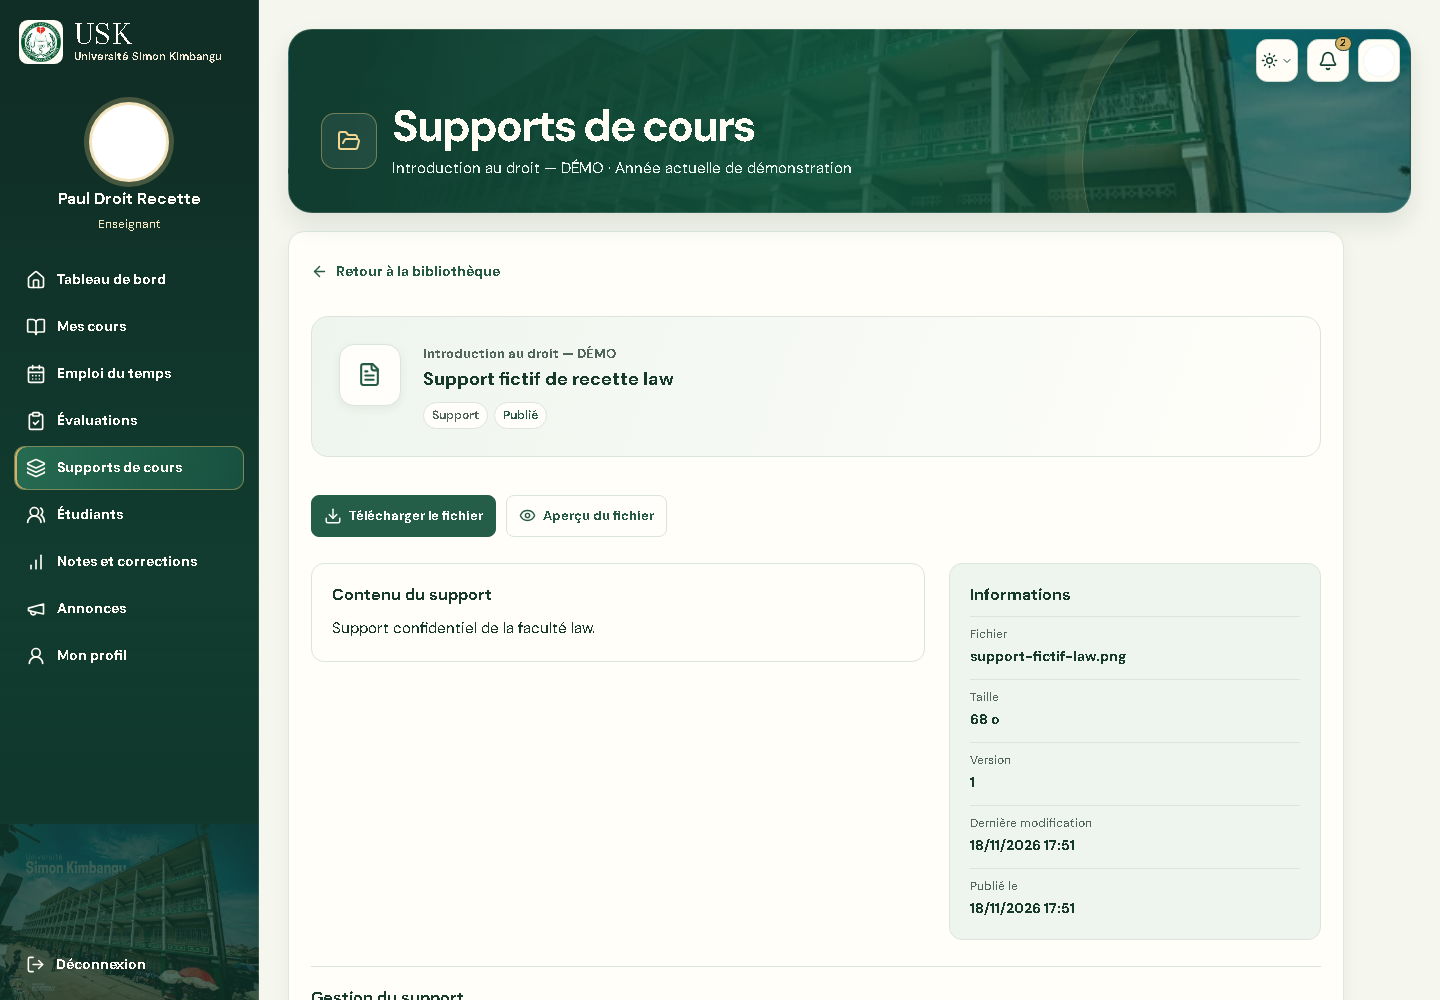 USK
Université Simon Kimbangu
Paul Droit Recette
Enseignant
Tableau de bord
Mes cours
Emploi du temps
Évaluations
Supports de cours
Étudiants
Notes et corrections
Annonces
Mon profil
Université
Simon Kimbangu
Déconnexion
2
Supports de cours
Introduction au droit — DÉMO · Année actuelle de démonstration
Retour à la bibliothèque
Introduction au droit — DÉMO
Support fictif de recette law
Support
Publié
Télécharger le fichier
Aperçu du fichier
Contenu du support
Support confidentiel de la faculté law.
Informations
Fichier
support-fictif-law.png
Taille
68 o
Version
1
Dernière modification
18/11/2026 17:51
Publié le
18/11/2026 17:51
Gestion du support